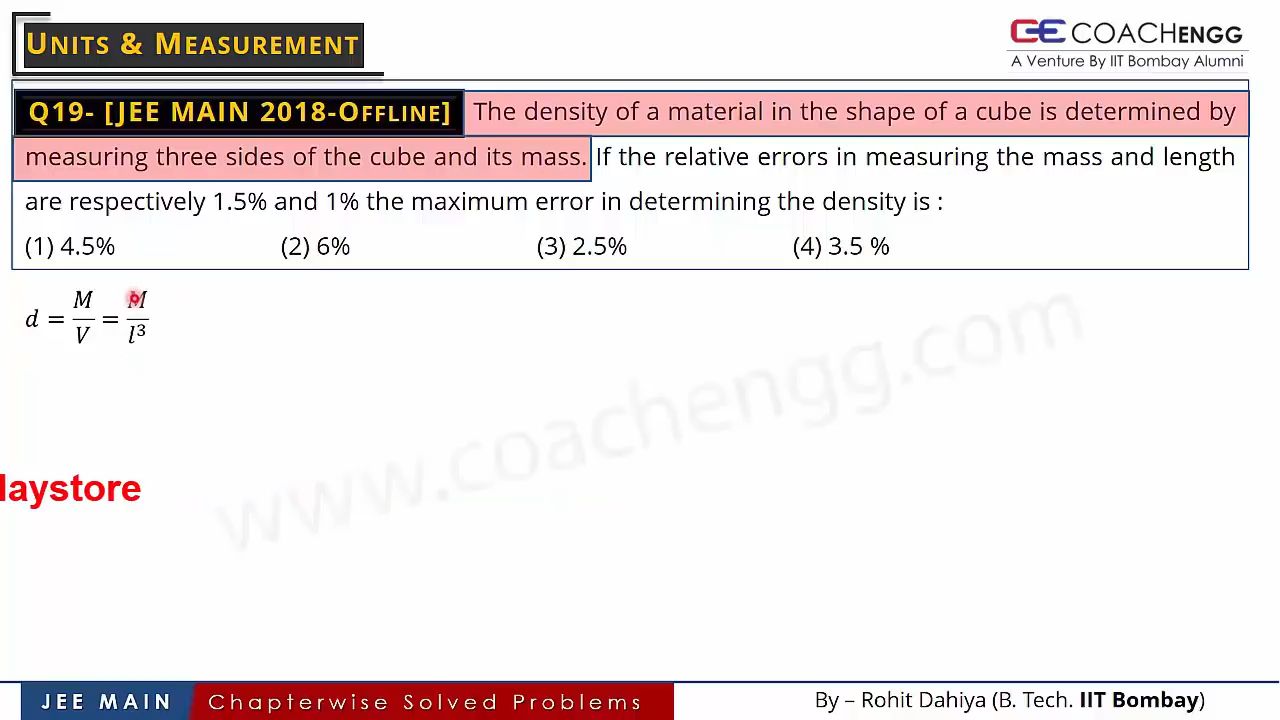 UNITS & MEASUREMENT
CE COACHENGG
A Venture By IIT Bombay Alumni
Q19- [JEE MAIN 2018-OFFLINE] The density of a material in the shape of a cube is determined by
measuring three sides of the cube and its mass. If the relative errors in measuring the mass and length
are respectively 1.5% and 1% the maximum error in determining the density is :
(1) 4.5% (2) 6% (3) 2.5% (4) 3.5 %
d = M/V = M/l³
www.coachengg.com
laystore
JEE MAIN Chapterwise Solved Problems By – Rohit Dahiya (B. Tech. IIT Bombay)